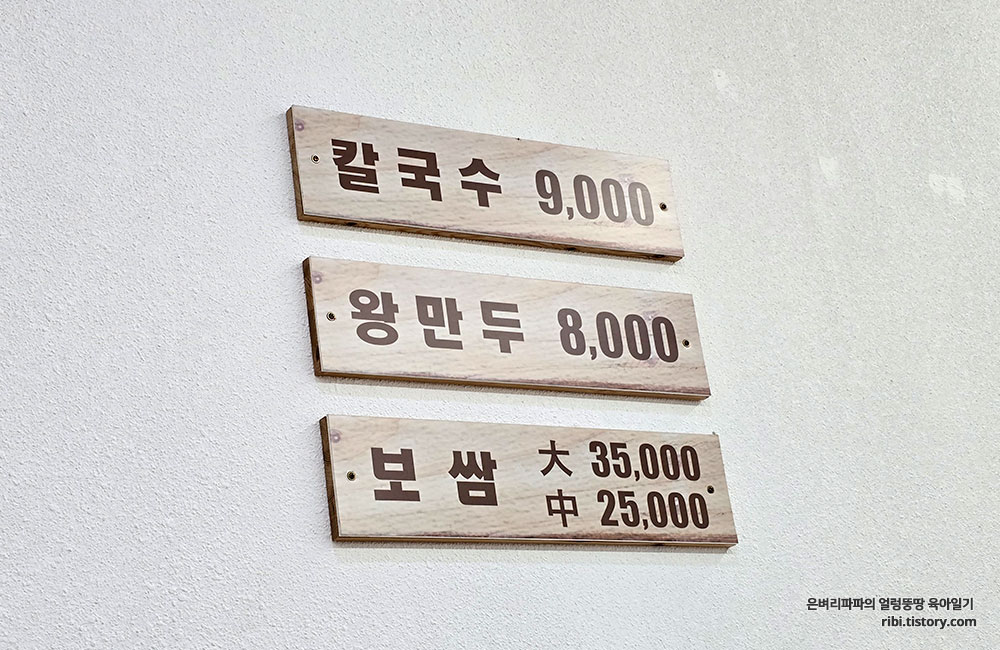 칼국수 9,000
왕만두 8,000
보쌈 大 35,000
中 25,000
은벼리파파의 얼렁뚱땅 육아일기
ribi.tistory.com